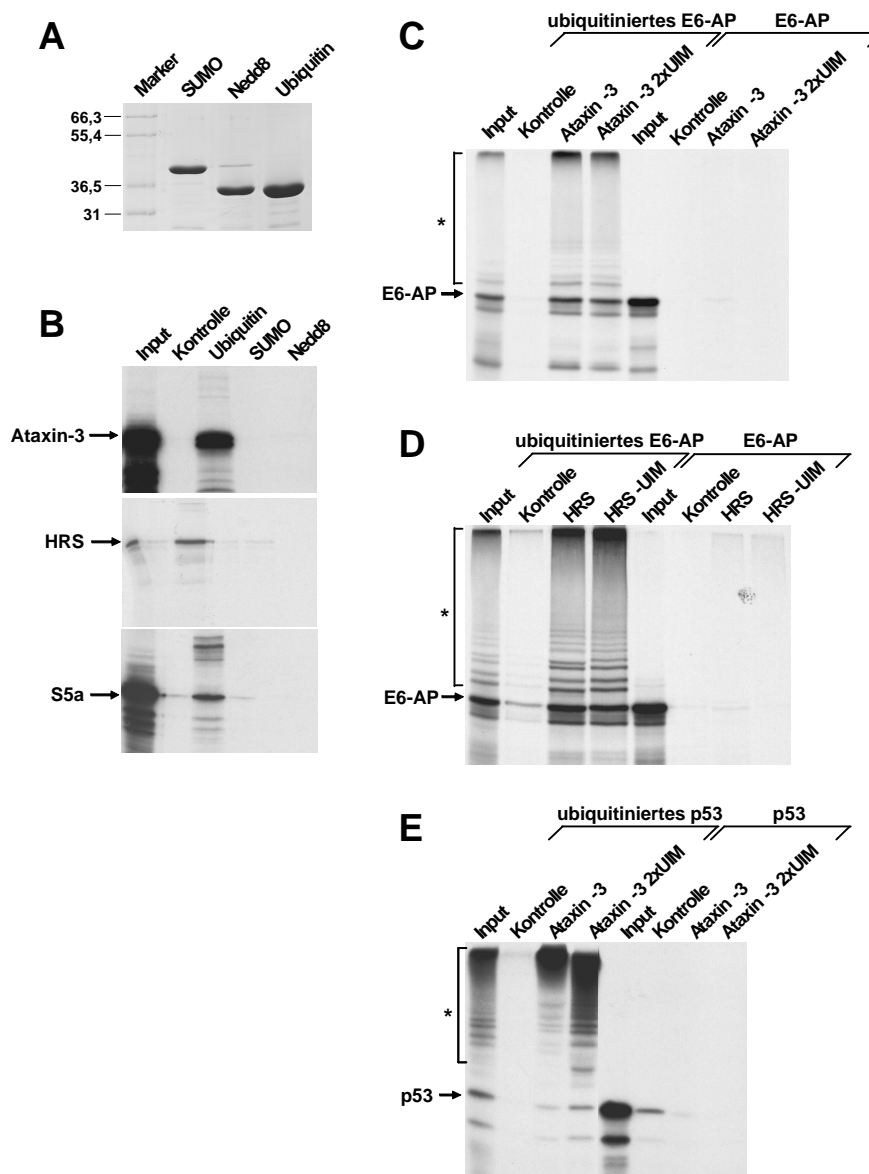 A
Marker
SUMO
Nedd8
Ubiquitin
66,3
55,4
36,5
31
B
Input
Kontrolle
Ubiquitin
SUMO
Nedd8
Ataxin-3
HRS
S5a
C
ubiquitiniertes E6-AP
E6-AP
Input
Kontrolle
Ataxin -3
Ataxin -3 2xUIM
Input
Kontrolle
Ataxin -3
Ataxin -3 2xUIM
*
E6-AP
D
ubiquitiniertes E6-AP
E6-AP
Input
Kontrolle
HRS
HRS -UIM
Input
Kontrolle
HRS
HRS -UIM
*
E6-AP
E
ubiquitiniertes p53
p53
Input
Kontrolle
Ataxin -3
Ataxin -3 2xUIM
Input
Kontrolle
Ataxin -3
Ataxin -3 2xUIM
*
p53